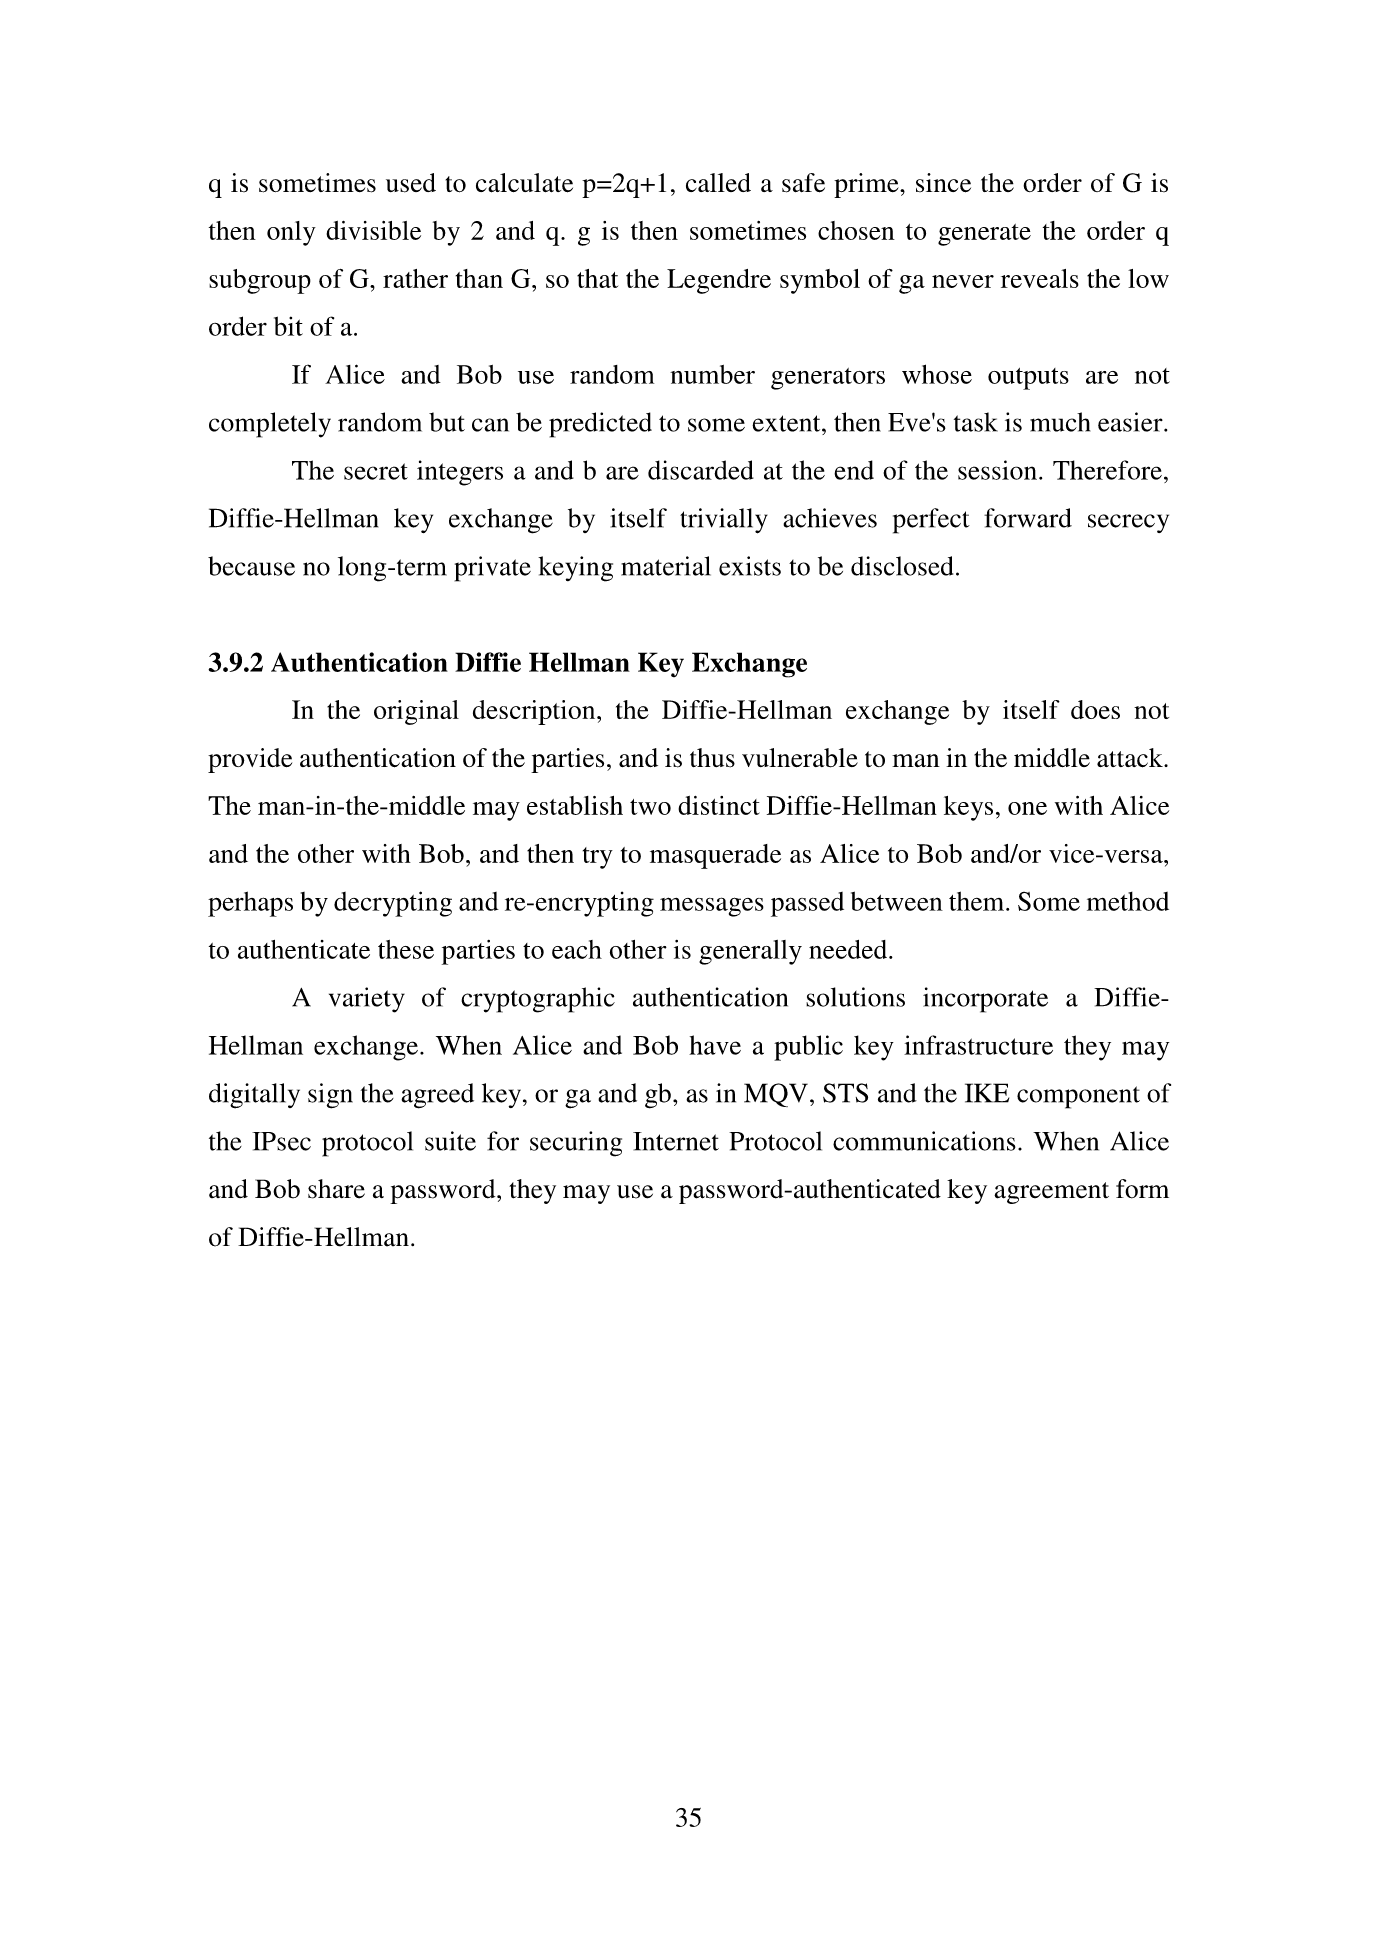 q is sometimes used to calculate p=2q+1, called a safe prime, since the order of G is
then only divisible by 2 and q. g is then sometimes chosen to generate the order q
subgroup of G, rather than G, so that the Legendre symbol of ga never reveals the low
order bit of a.
If Alice and Bob use random number generators whose outputs are not
completely random but can be predicted to some extent, then Eve's task is much easier.
The secret integers a and b are discarded at the end of the session. Therefore,
Diffie-Hellman key exchange by itself trivially achieves perfect forward secrecy
because no long-term private keying material exists to be disclosed.
3.9.2 Authentication Diffie Hellman Key Exchange
In the original description, the Diffie-Hellman exchange by itself does not
provide authentication of the parties, and is thus vulnerable to man in the middle attack.
The man-in-the-middle may establish two distinct Diffie-Hellman keys, one with Alice
and the other with Bob, and then try to masquerade as Alice to Bob and/or vice-versa,
perhaps by decrypting and re-encrypting messages passed between them. Some method
to authenticate these parties to each other is generally needed.
A variety of cryptographic authentication solutions incorporate a Diffie-
Hellman exchange. When Alice and Bob have a public key infrastructure they may
digitally sign the agreed key, or ga and gb, as in MQV, STS and the IKE component of
the IPsec protocol suite for securing Internet Protocol communications. When Alice
and Bob share a password, they may use a password-authenticated key agreement form
of Diffie-Hellman.
35